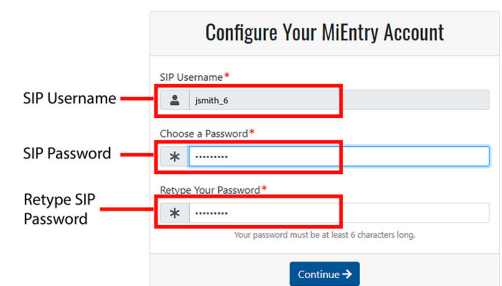 Configure Your MiEntry Account
SIP Username*
SIP Username
jsmith_6
Choose a Password*
SIP Password
*********
Retype Your Password*
Retype SIP
Password
*********
Your password must be at least 6 characters long.
Continue →